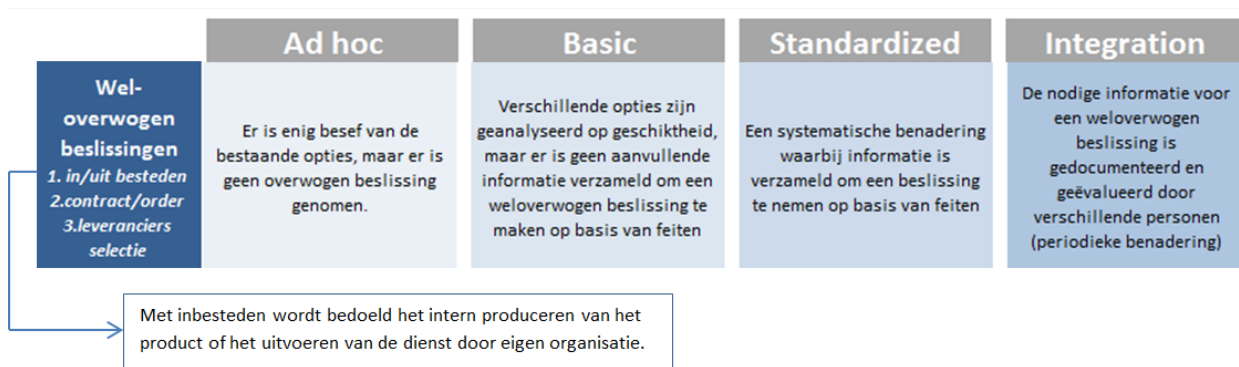 Ad hoc
Basic
Standardized
Integration
Wel-
overwogen
beslissingen
1. in/uit besteden
2.contract/order
3.leveranciers
selectie
Er is enig besef van de
bestaande opties, maar er is
geen overwogen beslissing
genomen.
Verschillende opties zijn
geanalyseerd op geschiktheid,
maar er is geen aanvullende
informatie verzameld om een
weloverwogen beslissing te
maken op basis van feiten
Een systematische benadering
waarbij informatie is
verzameld om een beslissing
te nemen op basis van feiten
De nodige informatie voor
een weloverwogen
beslissing is
gedocumenteerd en
geëvalueerd door
verschillende personen
(periodieke benadering)
Met inbesteden wordt bedoeld het intern produceren van het
product of het uitvoeren van de dienst door eigen organisatie.